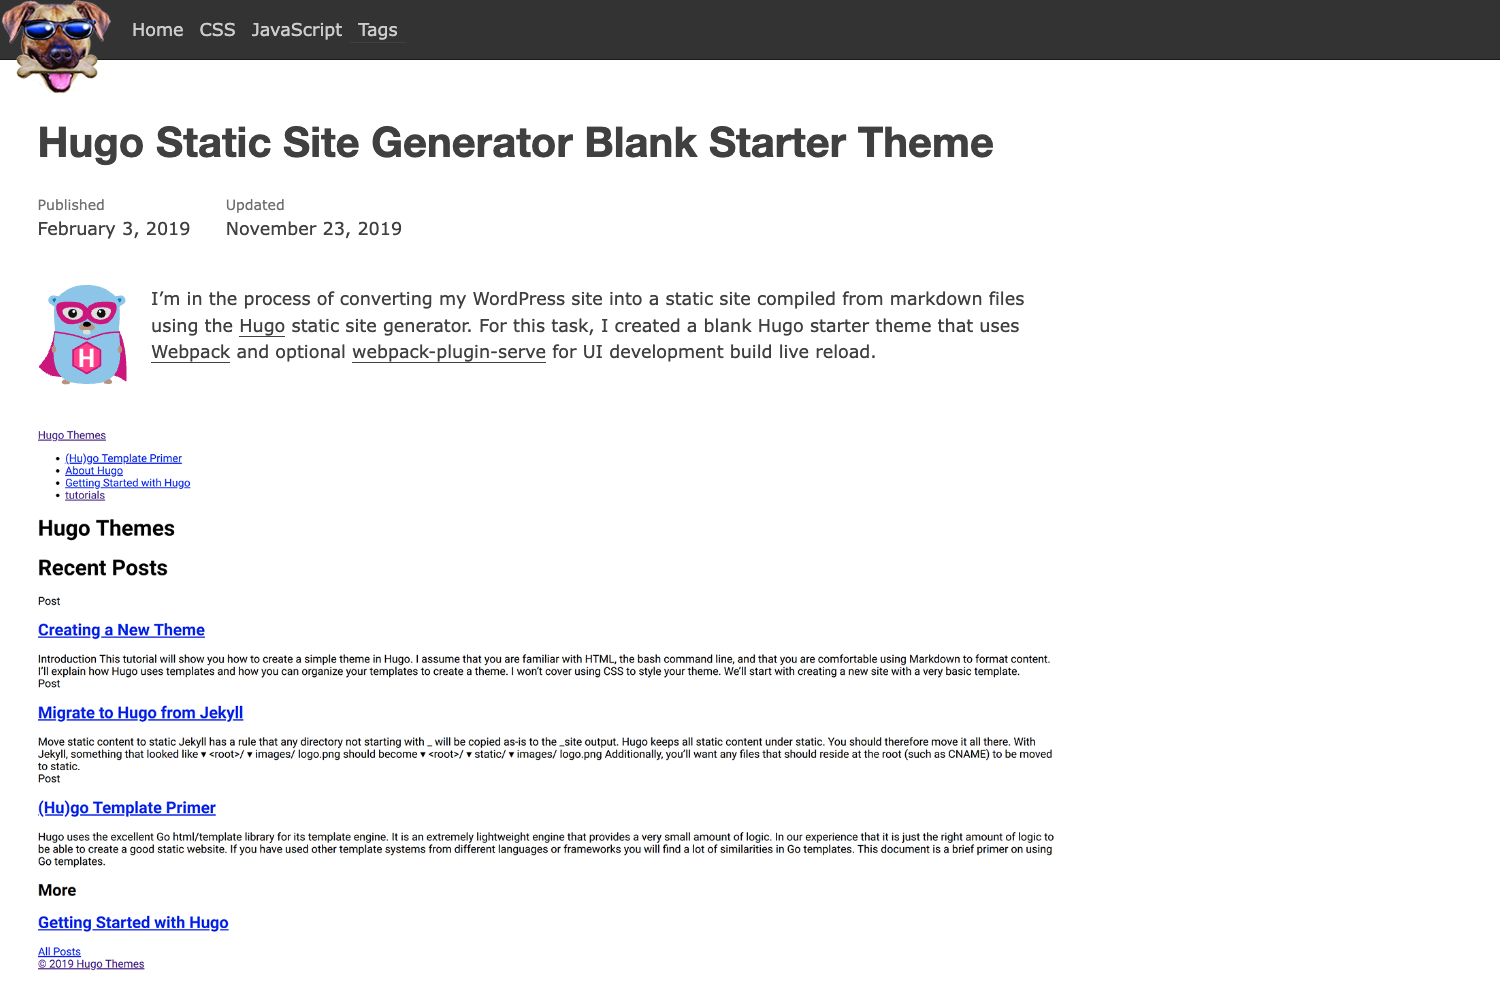 Home CSS JavaScript Tags
Hugo Static Site Generator Blank Starter Theme
Published Updated
February 3, 2019 November 23, 2019
I’m in the process of converting my WordPress site into a static site compiled from markdown files
using the Hugo static site generator. For this task, I created a blank Hugo starter theme that uses
Webpack and optional webpack-plugin-serve for UI development build live reload.
H
Hugo Themes
• (Hu)go Template Primer
• About Hugo
• Getting Started with Hugo
• tutorials
Hugo Themes
Recent Posts
Post
Creating a New Theme
Introduction This tutorial will show you how to create a simple theme in Hugo. I assume that you are familiar with HTML, the bash command line, and that you are comfortable using Markdown to format content.
I’ll explain how Hugo uses templates and how you can organize your templates to create a theme. I won’t cover using CSS to style your theme. We’ll start with creating a new site with a very basic template.
Post
Migrate to Hugo from Jekyll
Move static content to static Jekyll has a rule that any directory not starting with _ will be copied as-is to the _site output. Hugo keeps all static content under static. You should therefore move it all there. With
Jekyll, something that looked like ▾ <root>/ ▾ images/ logo.png should become ▾ <root>/ ▾ static/ ▾ images/ logo.png Additionally, you’ll want any files that should reside at the root (such as CNAME) to be moved
to static.
Post
(Hu)go Template Primer
Hugo uses the excellent Go html/template library for its template engine. It is an extremely lightweight engine that provides a very small amount of logic. In our experience that it is just the right amount of logic to
be able to create a good static website. If you have used other template systems from different languages or frameworks you will find a lot of similarities in Go templates. This document is a brief primer on using
Go templates.
More
Getting Started with Hugo
All Posts
© 2019 Hugo Themes